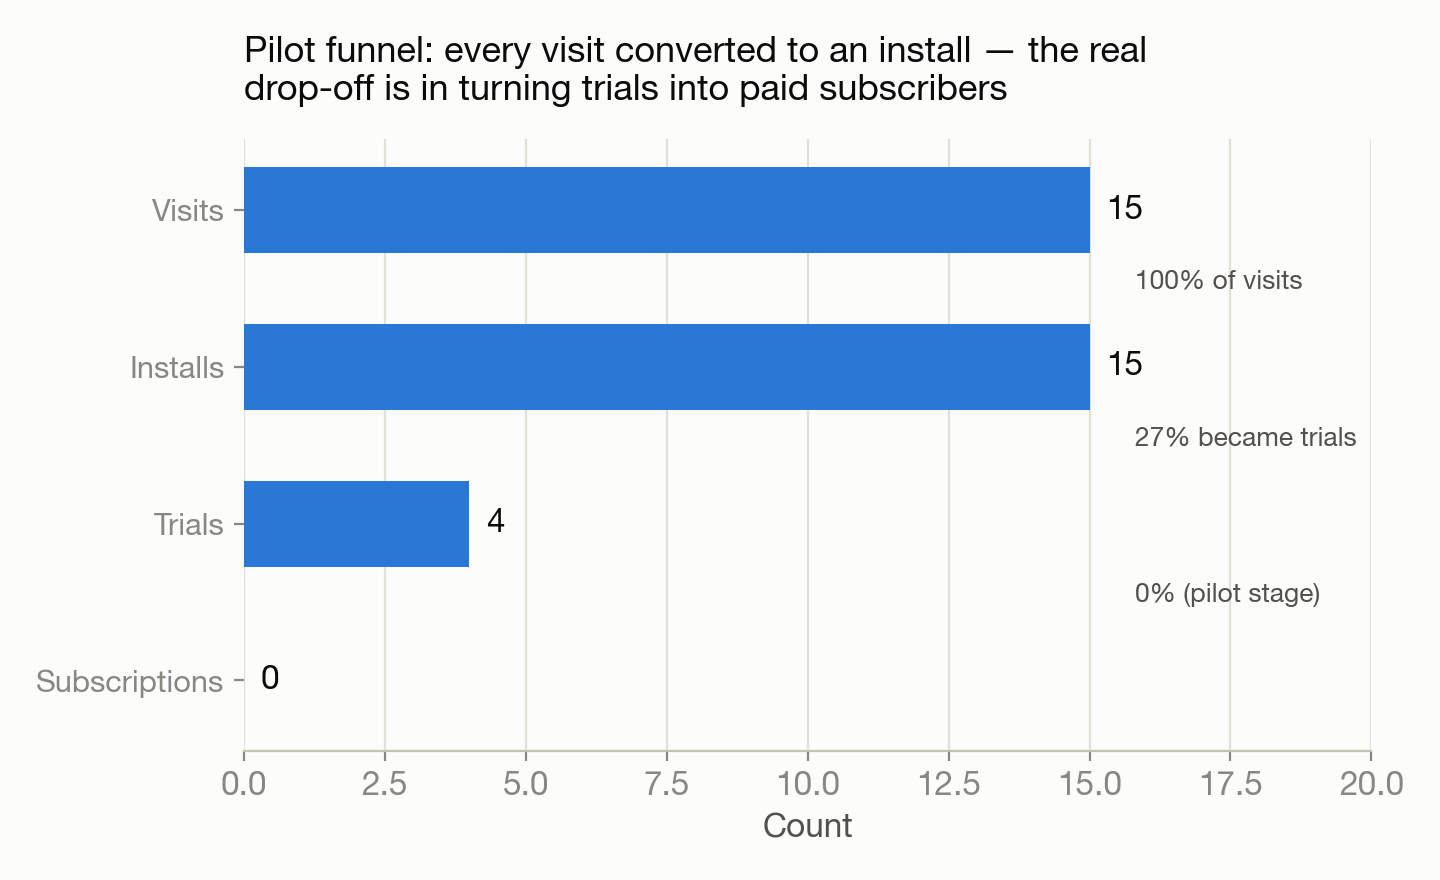 Pilot funnel: every visit converted to an install — the real
drop-off is in turning trials into paid subscribers
Visits
15
100% of visits
Installs
15
27% became trials
Trials
4
0% (pilot stage)
Subscriptions
0
0.0 2.5 5.0 7.5 10.0 12.5 15.0 17.5 20.0
Count